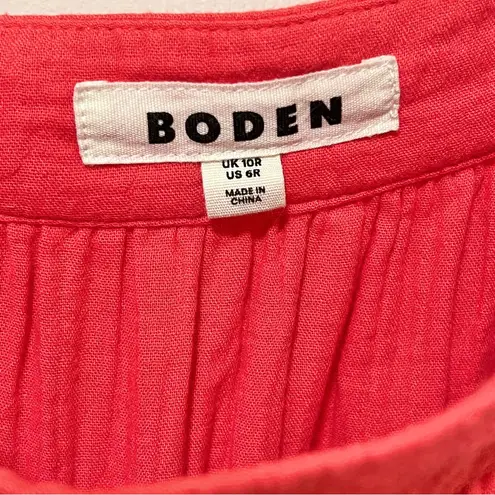 BODEN
UK 10R
US 6R
MADE IN
CHINA